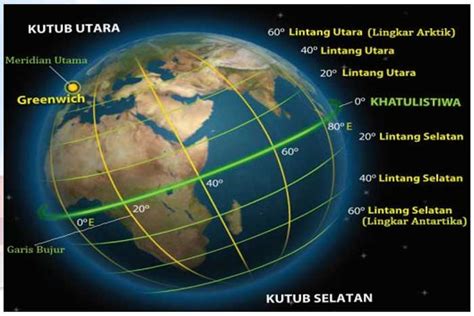 KUTUB UTARA
60° Lintang Utara (Lingkar Arktik)
40° Lintang Utara
Meridian Utama
20° Lintang Utara
Greenwich
0° KHATULISTIWA
80° E
20° Lintang Selatan
60°
40°
40° Lintang Selatan
20°
0° E
60° Lintang Selatan
(Lingkar Antartika)
Garis Bujur
KUTUB SELATAN